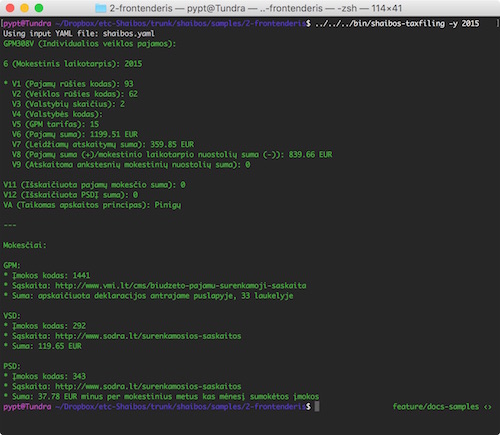 2-frontenderis — pypt@Tundra — ..-frontenderis — -zsh — 114×41
[pypt@Tundra ~/Dropbox/etc-Shaibos/trunk/shaibos/samples/2-frontenderis$ ../../../bin/shaibos-taxfiling -y 2015 ]
Using input YAML file: shaibos.yaml
GPM308V (Individualios veiklos pajamos):
6 (Mokestinis laikotarpis): 2015
* V1 (Pajamų rūšies kodas): 93
V2 (Veiklos rūšies kodas): 62
V3 (Valstybių skaičius): 2
V4 (Valstybės kodas):
V5 (GPM tarifas): 15
V6 (Pajamų suma): 1199.51 EUR
V7 (Leidžiamų atskaitymų suma): 359.85 EUR
V8 (Pajamų suma (+)/mokestinio laikotarpio nuostolių suma (-)): 839.66 EUR
V9 (Atskaitoma ankstesnių mokestinių nuostolių suma): 0
V11 (Išskaičiuota pajamų mokesčio suma): 0
V12 (Išskaičiuota PSDĮ suma): 0
VA (Taikomas apskaitos principas): Pinigų
---
Mokesčiai:
GPM:
* Įmokos kodas: 1441
* Sąskaita: http://www.vmi.lt/cms/biudzeto-pajamu-surenkamoji-saskaita
* Suma: apskaičiuota deklaracijos antrajame puslapyje, 33 laukelyje
VSD:
* Įmokos kodas: 292
* Sąskaita: http://www.sodra.lt/surenkamosios-saskaitos
* Suma: 119.65 EUR
PSD:
* Įmokos kodas: 343
* Sąskaita: http://www.sodra.lt/surenkamosios-saskaitos
* Suma: 37.78 EUR minus per mokestinius metus kas mėnesį sumokėtos įmokos
pypt@Tundra ~/Dropbox/etc-Shaibos/trunk/shaibos/samples/2-frontenderis$ feature/docs-samples ‹›